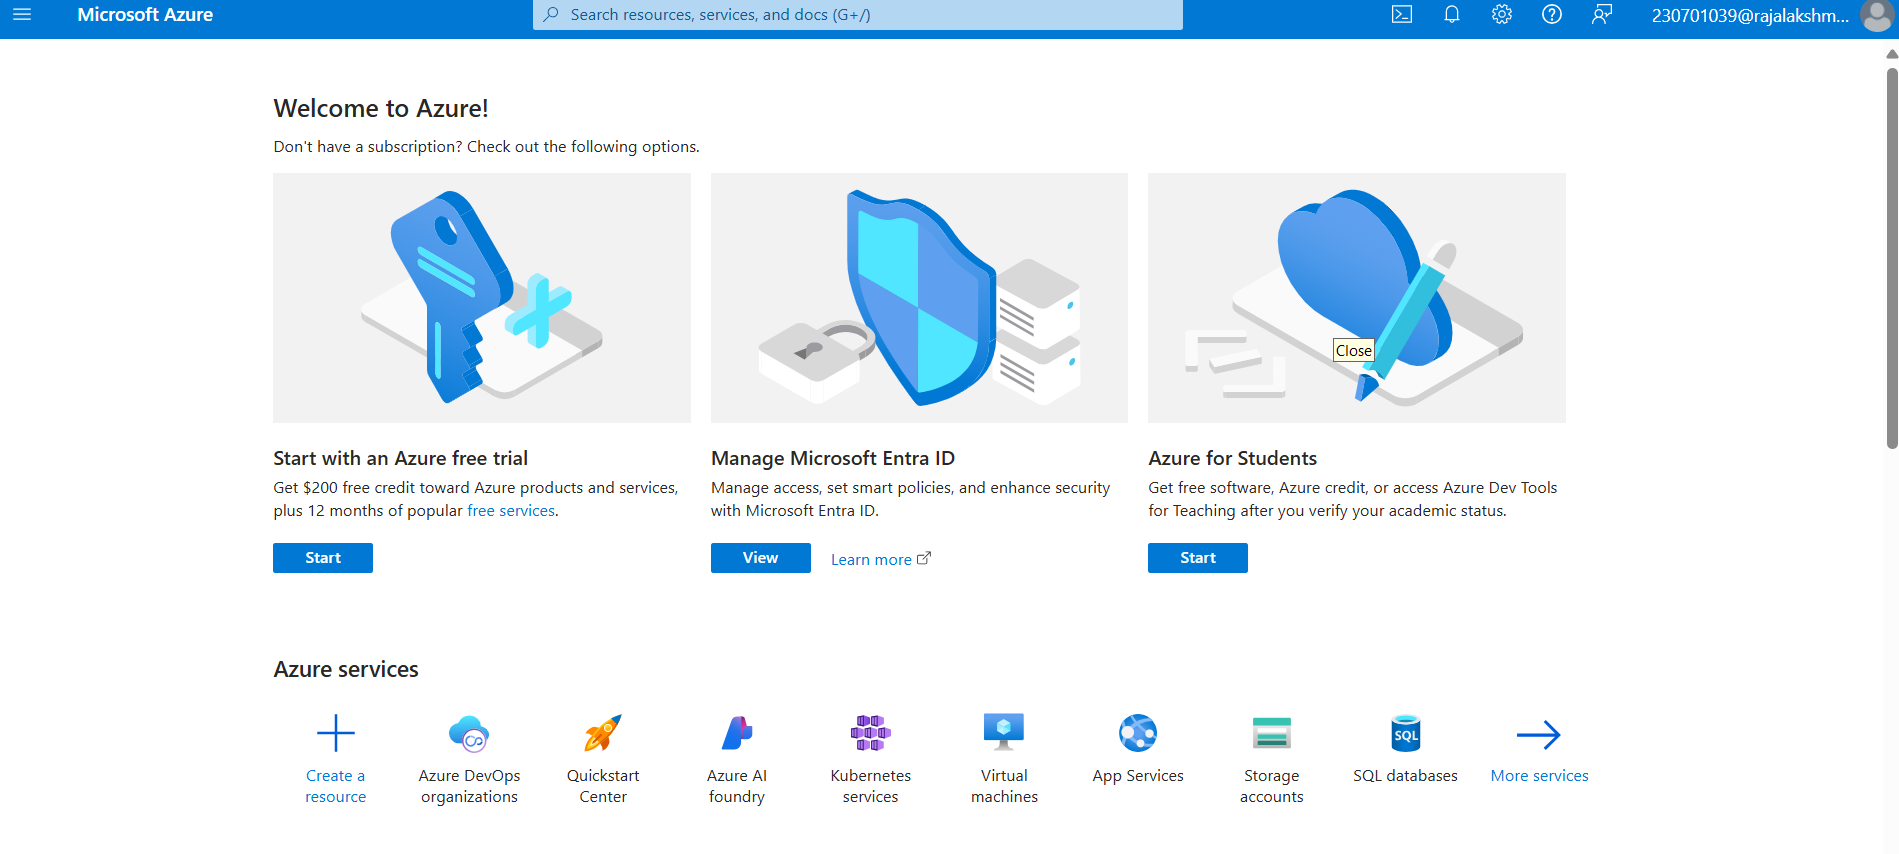 Microsoft Azure
Search resources, services, and docs (G+/)
230701039@rajalakshm...
Welcome to Azure!
Don't have a subscription? Check out the following options.
Close
Start with an Azure free trial
Get $200 free credit toward Azure products and services,
plus 12 months of popular free services.
Start
Manage Microsoft Entra ID
Manage access, set smart policies, and enhance security
with Microsoft Entra ID.
View
Learn more
Azure for Students
Get free software, Azure credit, or access Azure Dev Tools
for Teaching after you verify your academic status.
Start
Azure services
Create a
resource
Azure DevOps
organizations
Quickstart
Center
Azure AI
foundry
Kubernetes
services
Virtual
machines
App Services
Storage
accounts
SQL
SQL databases
More services